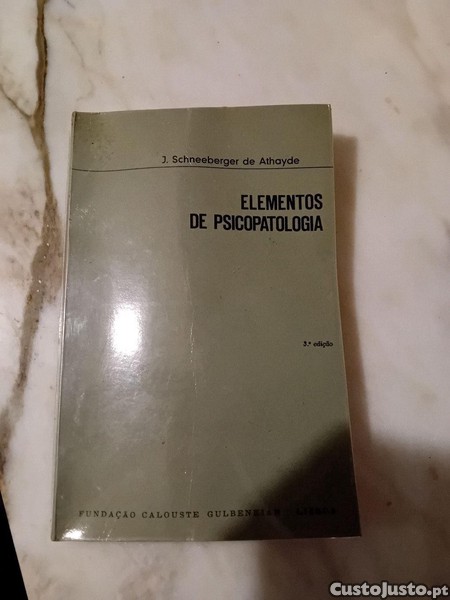 J. Schneeberger de Athayde
ELEMENTOS
DE PSICOPATOLOGIA
3.ª edição
FUNDAÇÃO CALOUSTE GULBENKIAN - LISBOA
CustoJusto.pt